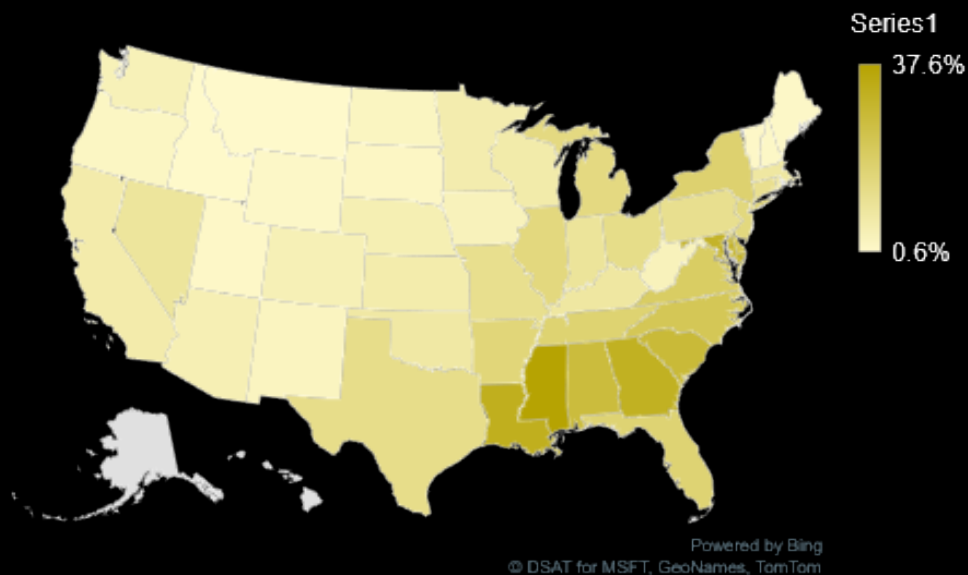 Series1
37.6%
0.6%
Powered by Bing
© DSAT for MSFT, GeoNames, TomTom